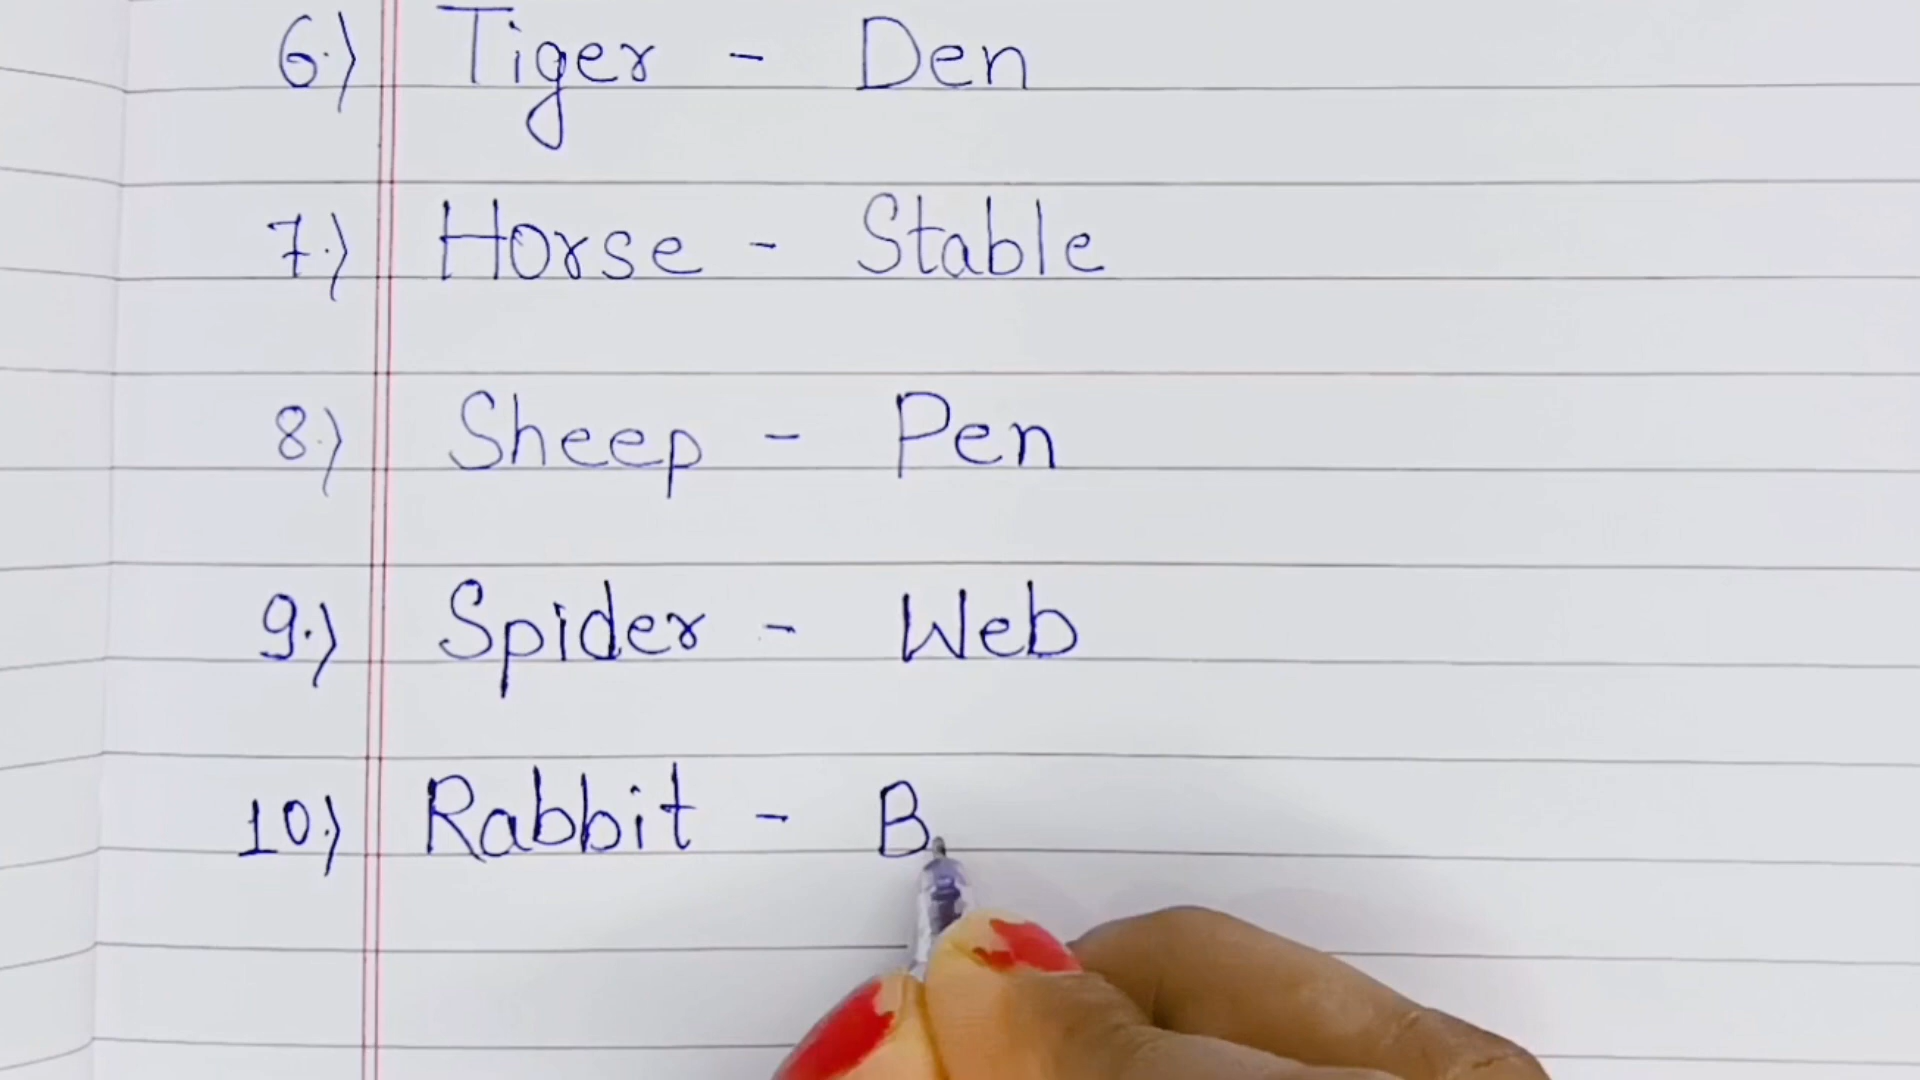 6.) Tiger - Den
7.) Horse - Stable
8.) Sheep - Pen
9.) Spider - Web
10.) Rabbit - B